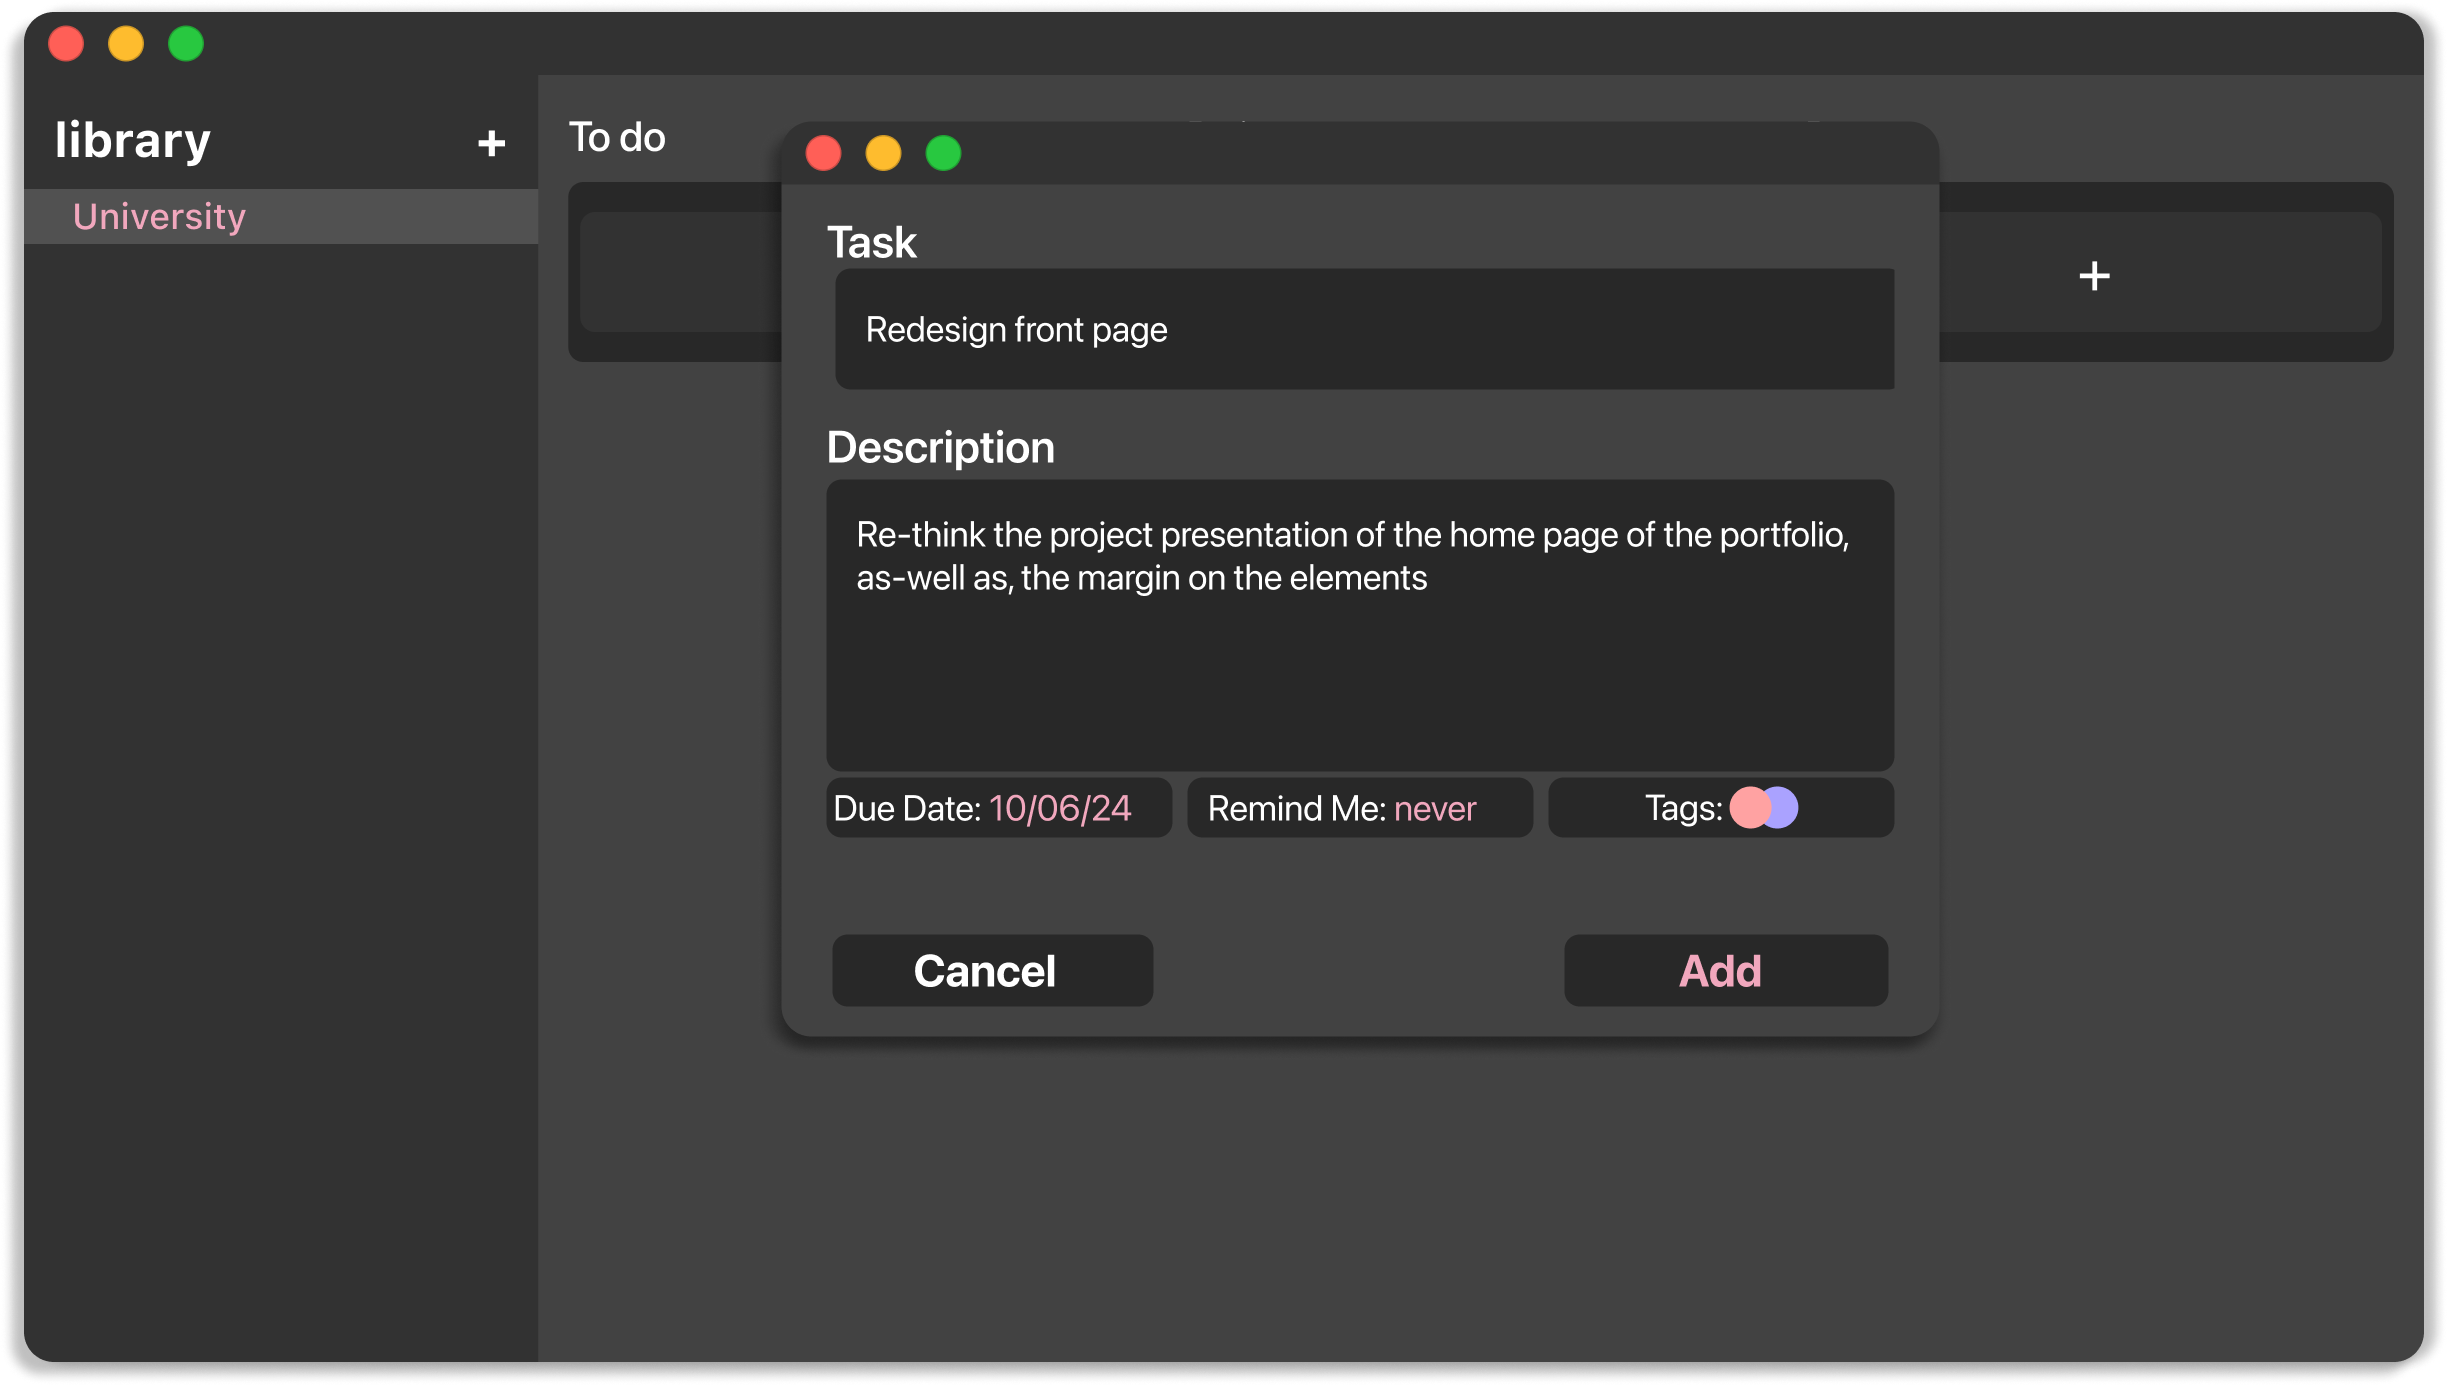 library +
University
To do
+
Task
Redesign front page
Description
Re-think the project presentation of the home page of the portfolio,
as-well as, the margin on the elements
Due Date: 10/06/24
Remind Me: never
Tags:
Cancel
Add